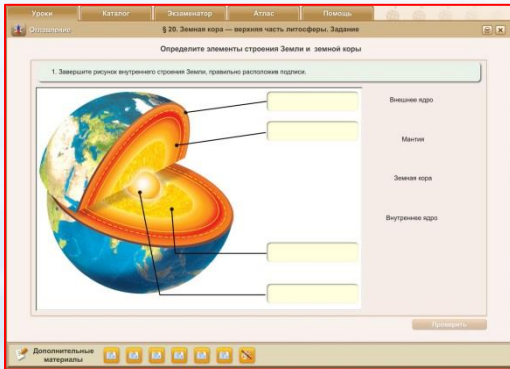 Уроки Каталог Экзаменатор Атлас Помощь
Оглавление § 20. Земная кора — верхняя часть литосферы. Задание
Определите элементы строения Земли и земной коры
1. Завершите рисунок внутреннего строения Земли, правильно расположив подписи.
Внешнее ядро
Мантия
Земная кора
Внутреннее ядро
Проверить
Дополнительные
материалы